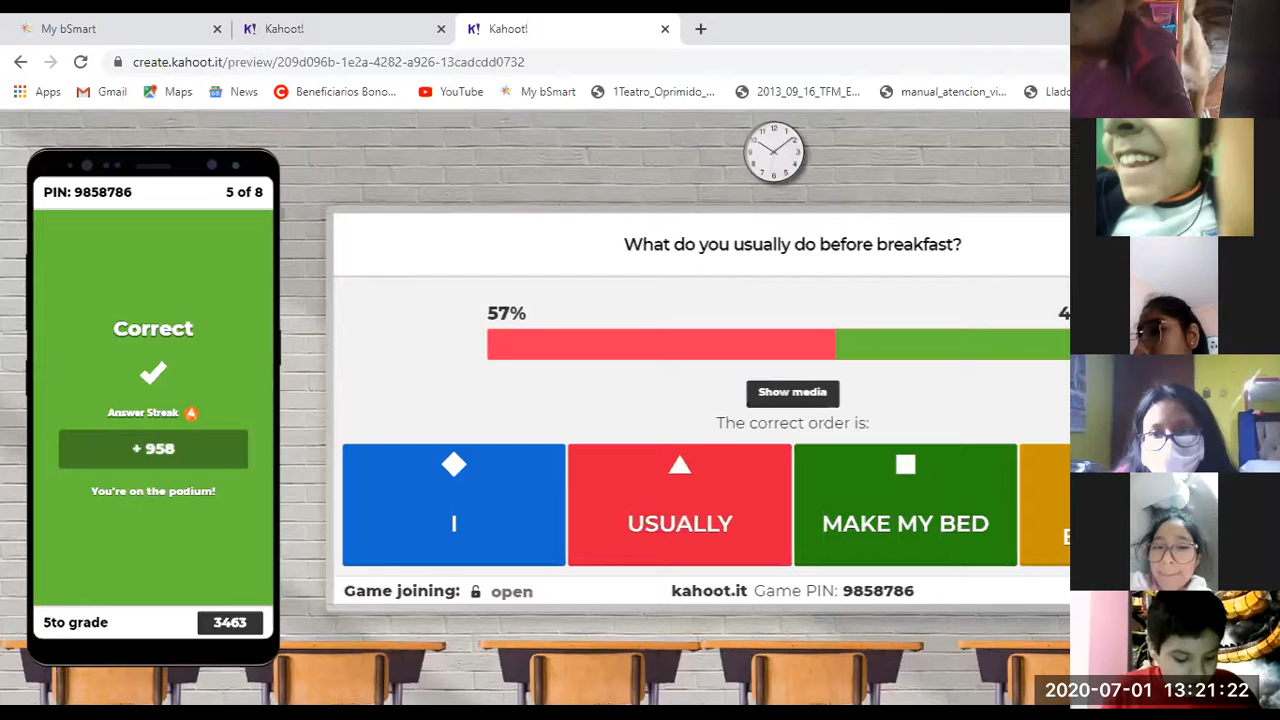 My bSmart
Kahoot!
Kahoot!
create.kahoot.it/preview/209d096b-1e2a-4282-a926-13cadcdd0732
Apps Gmail Maps News Beneficiarios Bono... YouTube My bSmart 1Teatro_Oprimido_... 2013_09_16_TFM_E... manual_atencion_vi... Llado
PIN: 9858786 5 of 8
Correct
Answer Streak 4
+ 958
You're on the podium!
5to grade 3463
What do you usually do before breakfast?
57% 4
Show media
The correct order is:
I
USUALLY
MAKE MY BED
Game joining: open kahoot.it Game PIN: 9858786
2020-07-01 13:21:22